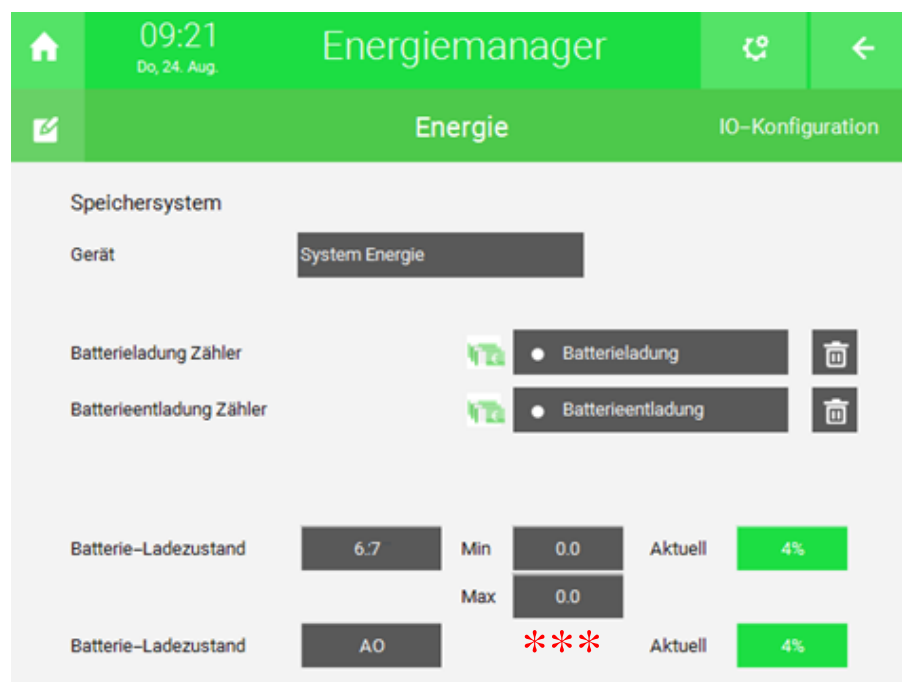 09:21
Do, 24. Aug.
Energiemanager
Energie
IO-Konfiguration
Speichersystem
Gerät System Energie
Batterieladung Zähler Batterieladung
Batterieentladung Zähler Batterieentladung
Batterie-Ladezustand 6:7 Min 0.0 Aktuell 4%
Max 0.0
Batterie-Ladezustand AO *** Aktuell 4%